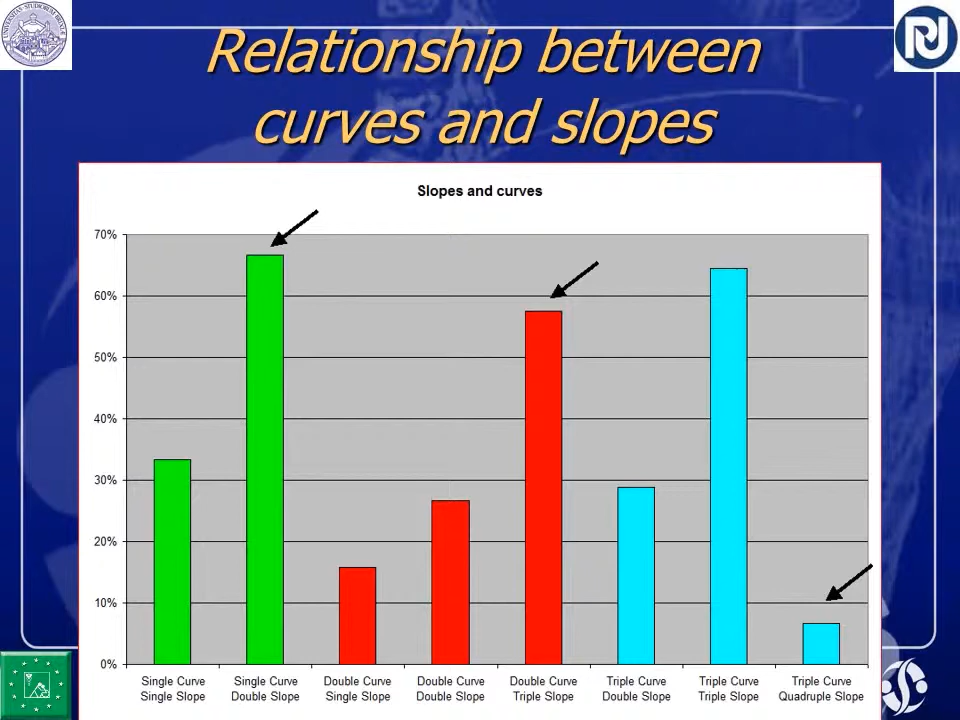 Relationship between
curves and slopes
Slopes and curves
70%
60%
50%
40%
30%
20%
10%
0%
Single Curve
Single Slope
Single Curve
Double Slope
Double Curve
Single Slope
Double Curve
Double Slope
Double Curve
Triple Slope
Triple Curve
Double Slope
Triple Curve
Triple Slope
Triple Curve
Quadruple Slope